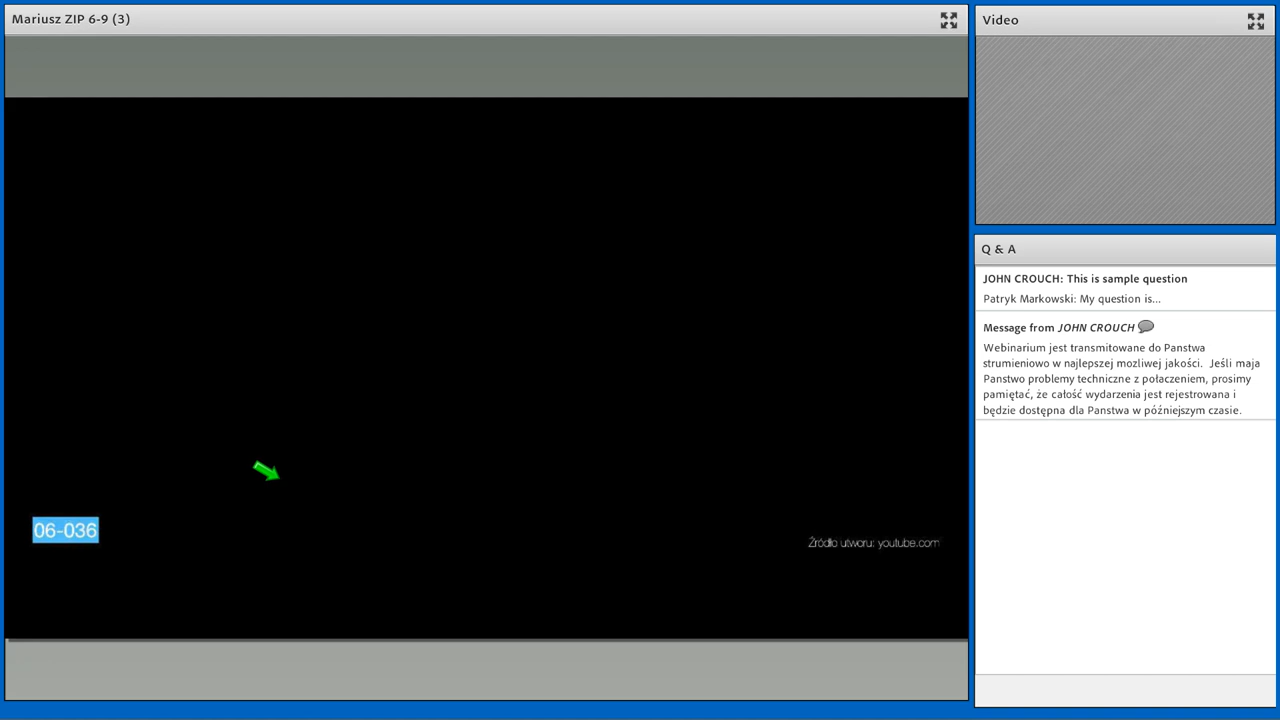 Mariusz ZIP 6-9 (3)
06-036
Źródło utworu: youtube.com
Video
Q & A
JOHN CROUCH: This is sample question
Patryk Markowski: My question is...
Message from JOHN CROUCH
Webinarium jest transmitowane do Panstwa
strumieniowo w najlepszej mozliwej jakości. Jeśli maja
Panstwo problemy techniczne z połaczeniem, prosimy
pamiętać, że całość wydarzenia jest rejestrowana i
będzie dostępna dla Panstwa w późniejszym czasie.